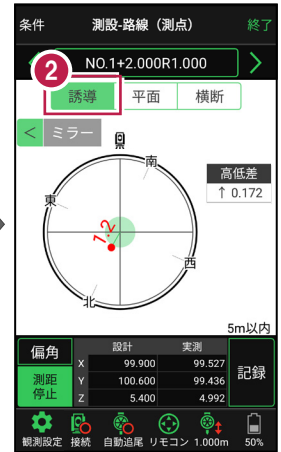 条件 測設-路線（測点） 終了
< NO.1+2.000R1.000 >
2
誘導 平面 横断
< ミラー
南
高低差
↑ 0.172
東
1.2
西
北
5m以内
偏角 設計 実測
X 99.900 99.527
測距停止 Y 100.600 99.436 記録
Z 5.400 4.992
観測設定 接続 自動追尾 リモコン 1.000m 50%